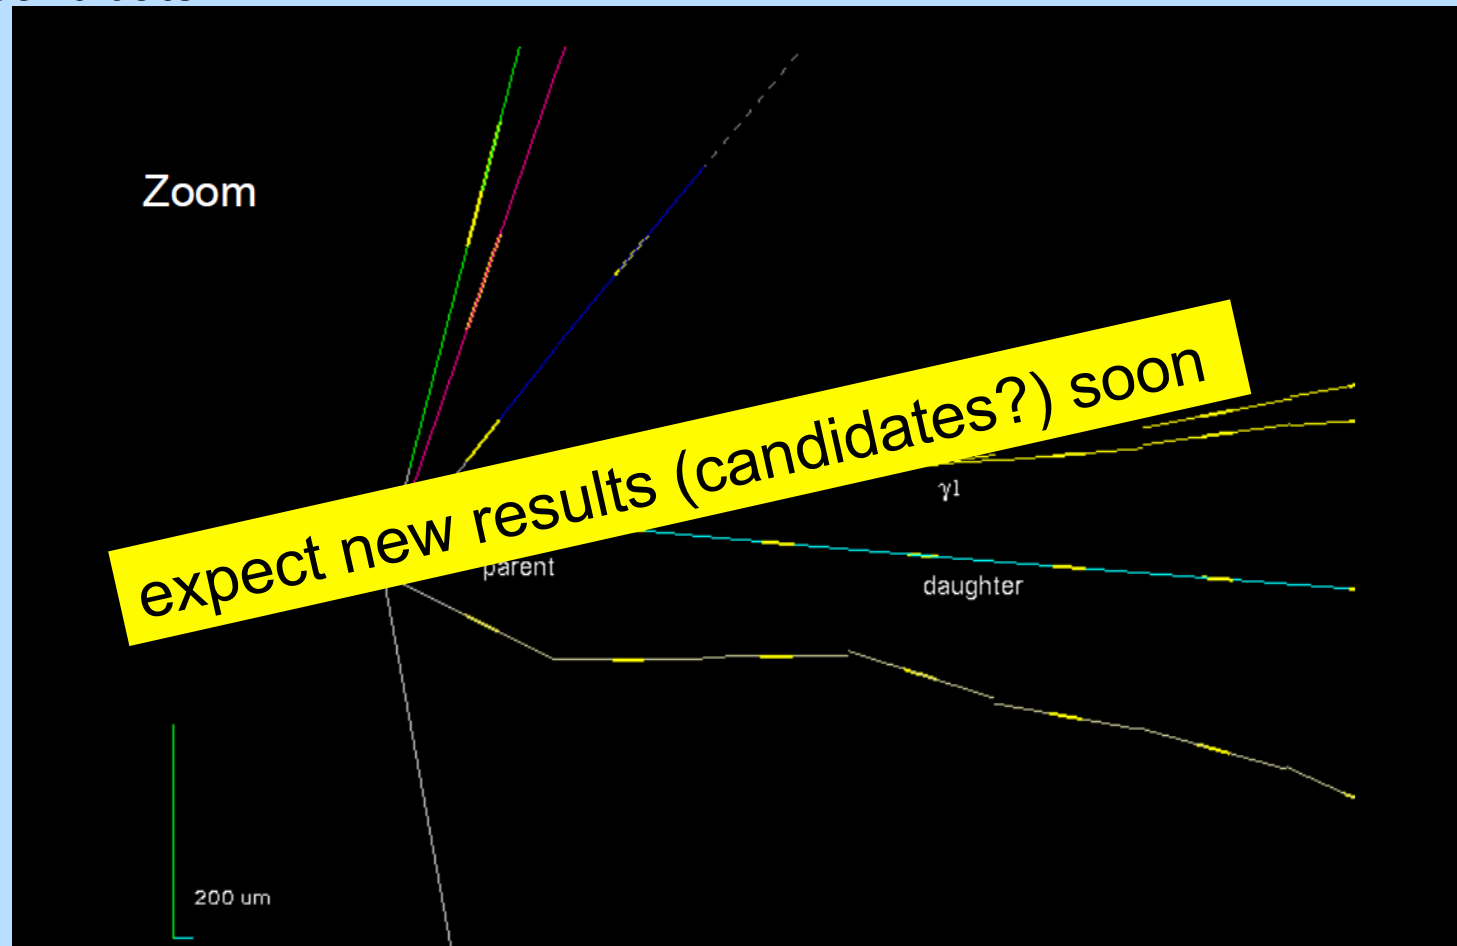 Zoom
expect new results (candidates?) soon
γ1
parent
daughter
200 um